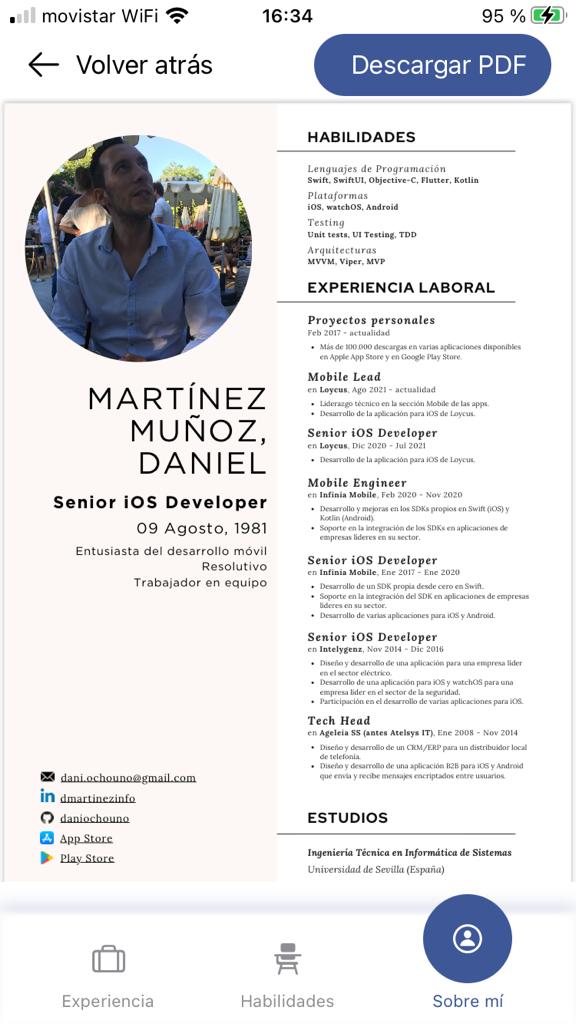 movistar WiFi 16:34 95 %
Volver atrás
Descargar PDF
MARTÍNEZ
MUÑOZ,
DANIEL
Senior iOS Developer
09 Agosto, 1981
Entusiasta del desarrollo móvil
Resolutivo
Trabajador en equipo
dani.ochouno@gmail.com
dmartinezinfo
daniochouno
App Store
Play Store
HABILIDADES
Lenguajes de Programación
Swift, SwiftUI, Objective-C, Flutter, Kotlin
Plataformas
iOS, watchOS, Android
Testing
Unit tests, UI Testing, TDD
Arquitecturas
MVVM, Viper, MVP
EXPERIENCIA LABORAL
Proyectos personales
Feb 2017 - actualidad
• Más de 100.000 descargas en varias aplicaciones disponibles
en Apple App Store y en Google Play Store.
Mobile Lead
en Loycus, Ago 2021 - actualidad
• Liderazgo técnico en la sección Mobile de las apps.
• Desarrollo de la aplicación para iOS de Loycus.
Senior iOS Developer
en Loycus, Dic 2020 - Jul 2021
• Desarrollo de la aplicación para iOS de Loycus.
Mobile Engineer
en Infinia Mobile, Feb 2020 - Nov 2020
• Desarrollo y mejoras en los SDKs propios en Swift (iOS) y
Kotlin (Android).
• Soporte en la integración de los SDKs en aplicaciones de
empresas líderes en su sector.
Senior iOS Developer
en Infinia Mobile, Ene 2017 - Ene 2020
• Desarrollo de un SDK propia desde cero en Swift.
• Soporte en la integración del SDK en aplicaciones de empresas
líderes en su sector.
• Desarrollo de varias aplicaciones para iOS y Android.
Senior iOS Developer
en Intelygenz, Nov 2014 - Dic 2016
• Diseño y desarrollo de una aplicación para una empresa líder
en el sector eléctrico.
• Desarrollo de una aplicación para iOS y watchOS para una
empresa líder en el sector de la seguridad.
• Participación en el desarrollo de varias aplicaciones para iOS.
Tech Head
en Ageleia SS (antes Atelsys IT), Ene 2008 - Nov 2014
• Diseño y desarrollo de un CRM/ERP para un distribuidor local
de telefonía.
• Diseño y desarrollo de una aplicación B2B para iOS y Android
que envía y recibe mensajes encriptados entre usuarios.
ESTUDIOS
Ingeniería Técnica en Informática de Sistemas
Universidad de Sevilla (España)
Experiencia
Habilidades
Sobre mí